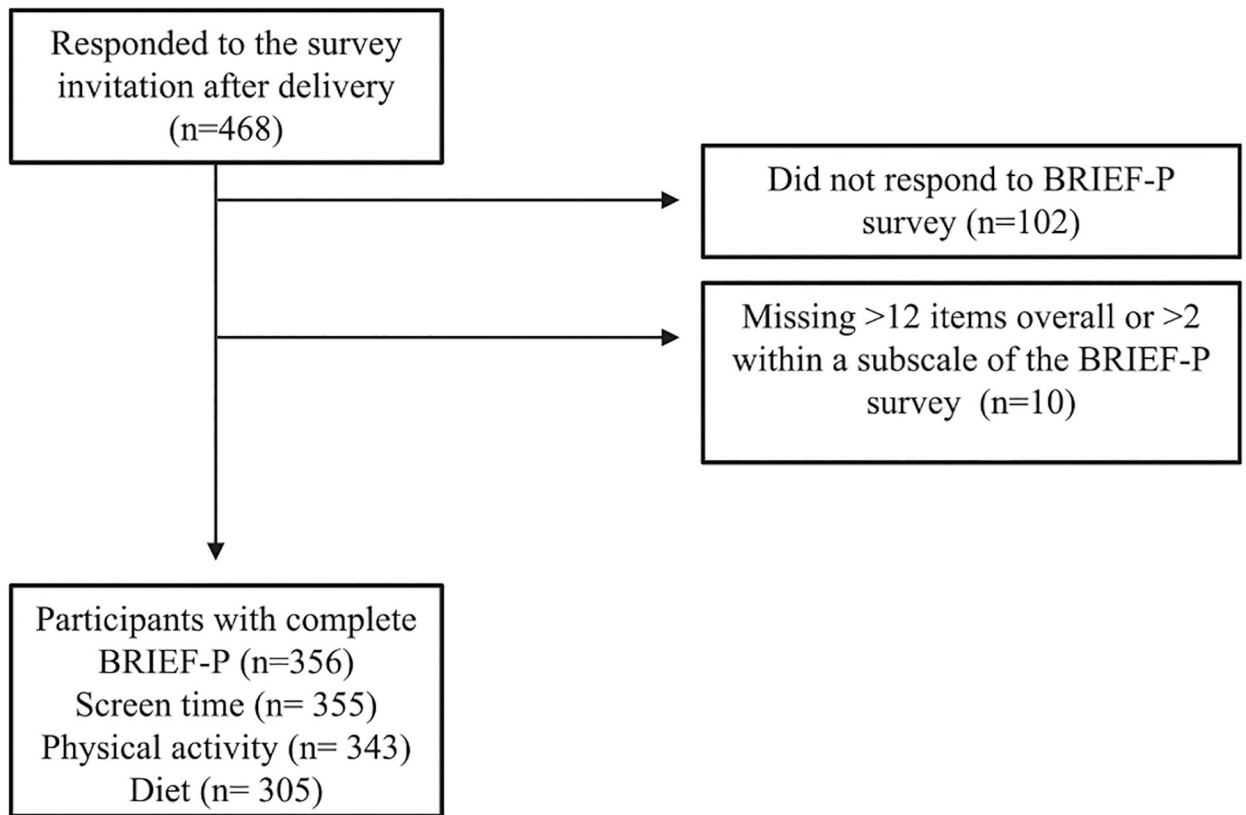 Responded to the survey
invitation after delivery
(n=468)
Did not respond to BRIEF-P
survey (n=102)
Missing >12 items overall or >2
within a subscale of the BRIEF-P
survey  (n=10)
Participants with complete
BRIEF-P (n=356)
Screen time (n= 355)
Physical activity (n= 343)
Diet (n= 305)